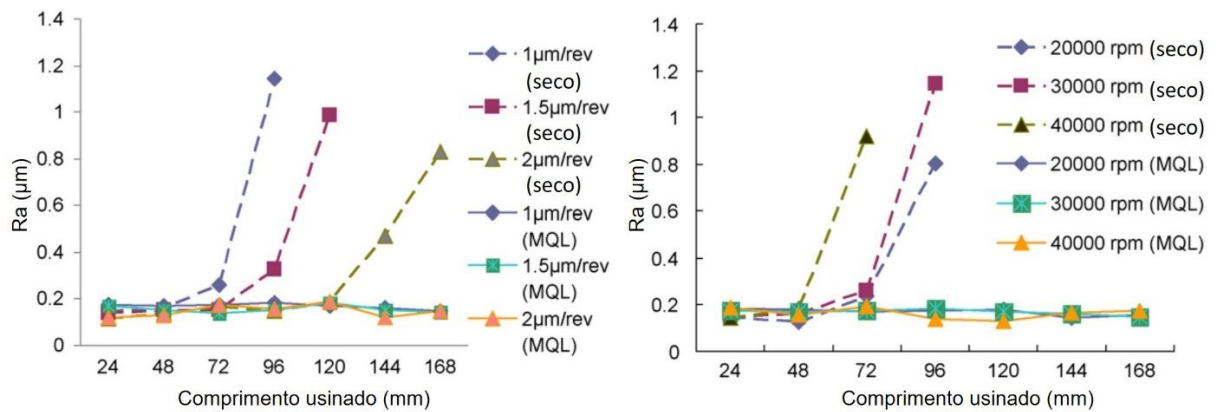 1.4
1.2
1
0.8
0.6
0.4
0.2
0
Ra (µm)
24 48 72 96 120 144 168
Comprimento usinado (mm)
1µm/rev
(seco)
1.5µm/rev
(seco)
2µm/rev
(seco)
1µm/rev
(MQL)
1.5µm/rev
(MQL)
2µm/rev
(MQL)
1.4
1.2
1
0.8
0.6
0.4
0.2
0
Ra (µm)
24 48 72 96 120 144 168
Comprimento usinado (mm)
20000 rpm (seco)
30000 rpm (seco)
40000 rpm (seco)
20000 rpm (MQL)
30000 rpm (MQL)
40000 rpm (MQL)